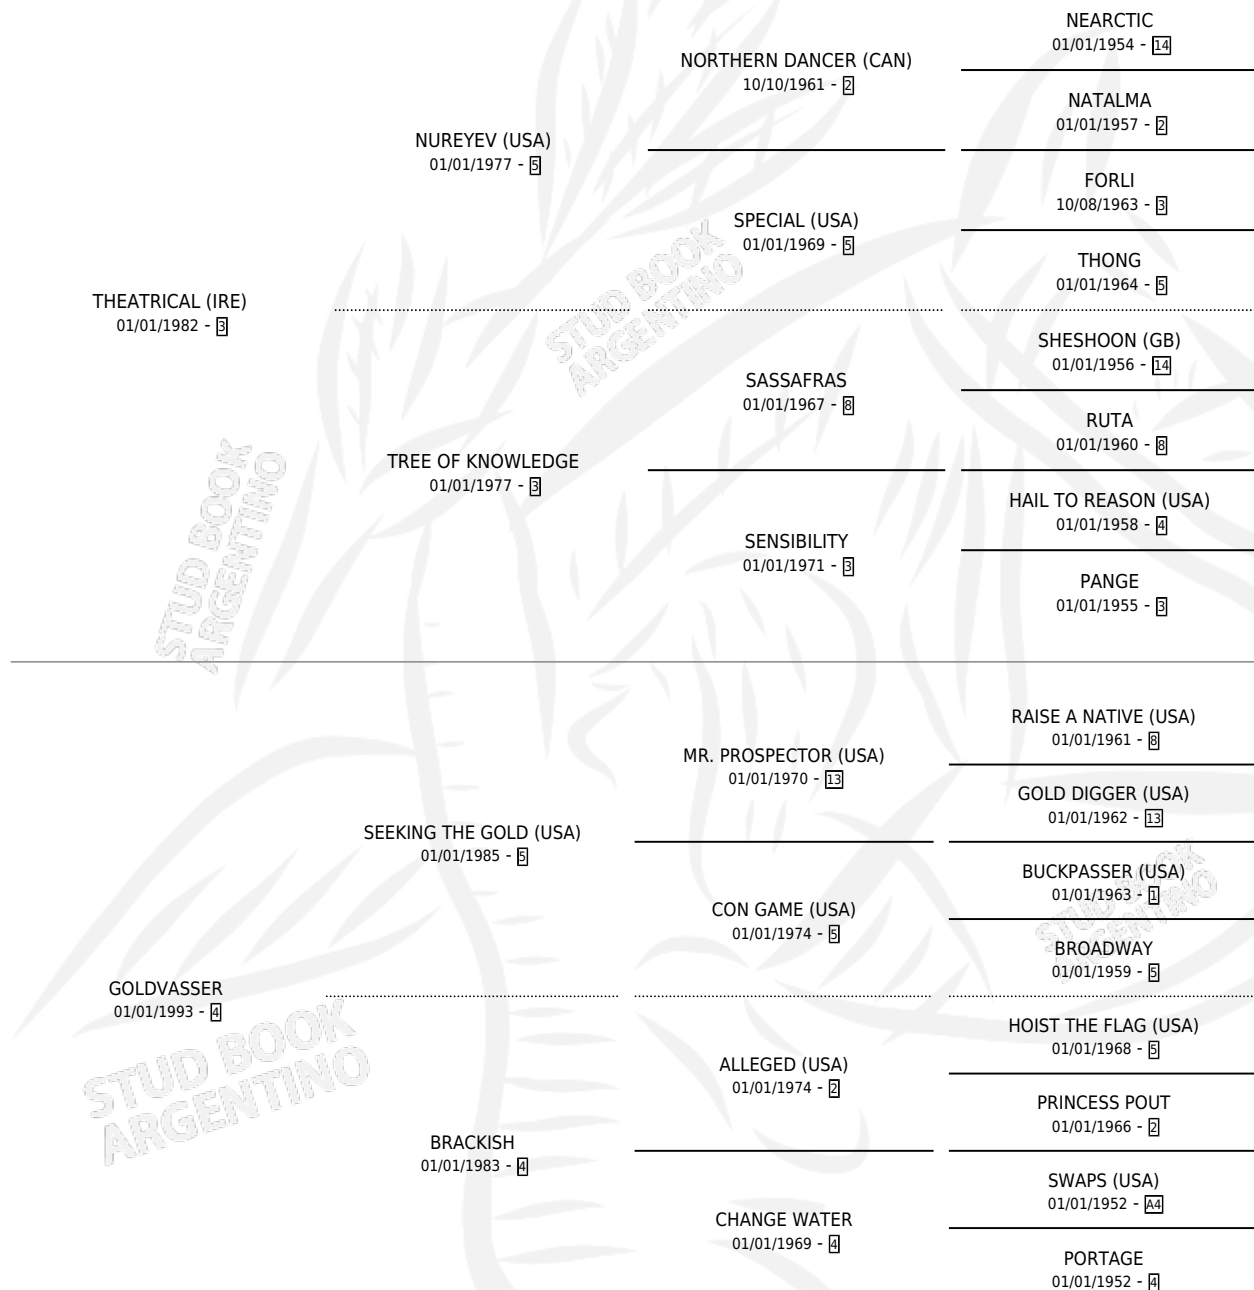 NEARCTIC
01/01/1954 - 14
NORTHERN DANCER (CAN)
10/10/1961 - 2
NATALMA
01/01/1957 - 2
NUREYEV (USA)
01/01/1977 - 5
FORLI
10/08/1963 - 3
SPECIAL (USA)
01/01/1969 - 5
THONG
01/01/1964 - 5
THEATRICAL (IRE)
01/01/1982 - 3
SHESHOON (GB)
01/01/1956 - 14
SASSAFRAS
01/01/1967 - 8
RUTA
01/01/1960 - 8
TREE OF KNOWLEDGE
01/01/1977 - 3
HAIL TO REASON (USA)
01/01/1958 - 4
SENSIBILITY
01/01/1971 - 3
PANGE
01/01/1955 - 3
RAISE A NATIVE (USA)
01/01/1961 - 8
MR. PROSPECTOR (USA)
01/01/1970 - 13
GOLD DIGGER (USA)
01/01/1962 - 13
SEEKING THE GOLD (USA)
01/01/1985 - 5
BUCKPASSER (USA)
01/01/1963 - 1
CON GAME (USA)
01/01/1974 - 5
BROADWAY
01/01/1959 - 5
GOLDVASSER
01/01/1993 - 4
HOIST THE FLAG (USA)
01/01/1968 - 5
ALLEGED (USA)
01/01/1974 - 2
PRINCESS POUT
01/01/1966 - 2
BRACKISH
01/01/1983 - 4
SWAPS (USA)
01/01/1952 - A4
CHANGE WATER
01/01/1969 - 4
PORTAGE
01/01/1952 - 4
STUD BOOK
ARGENTINO
STUD BOOK
ARGENTINO
STUD BOOK
ARGENTINO
STUD BOOK
ARGENTINO